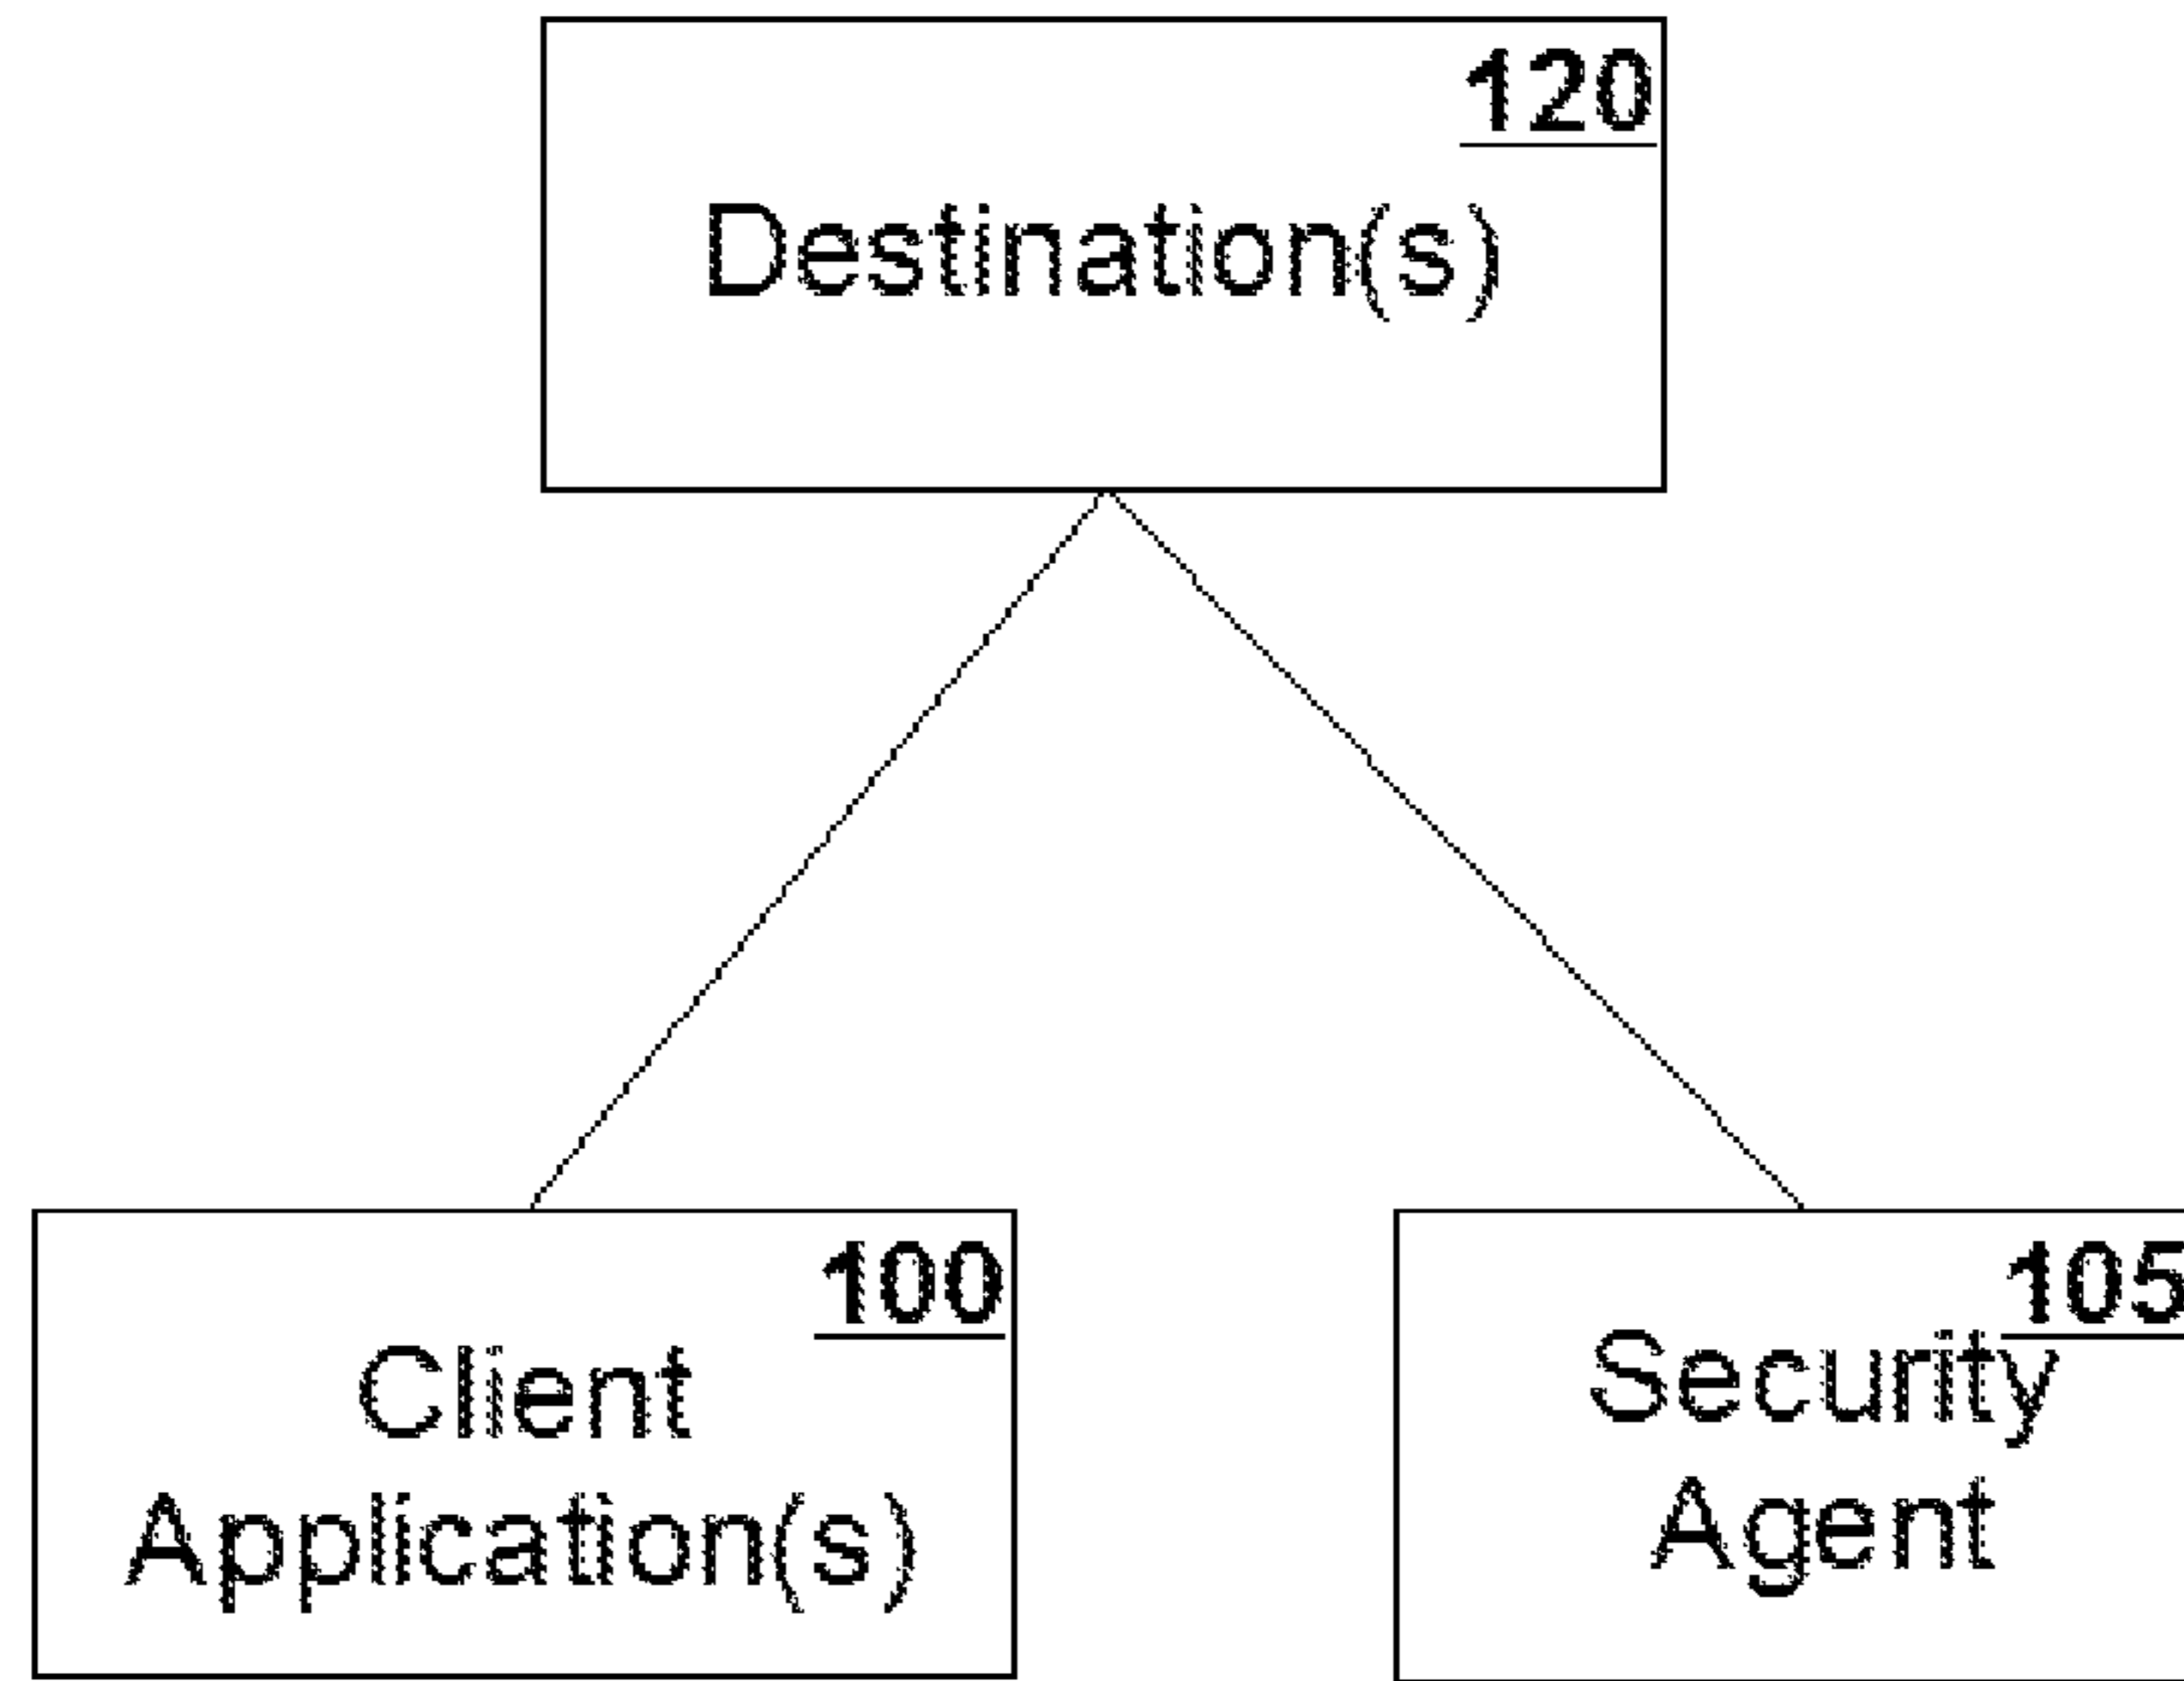 120
Destination(s)
100
Client
Application(s)
105
Security
Agent